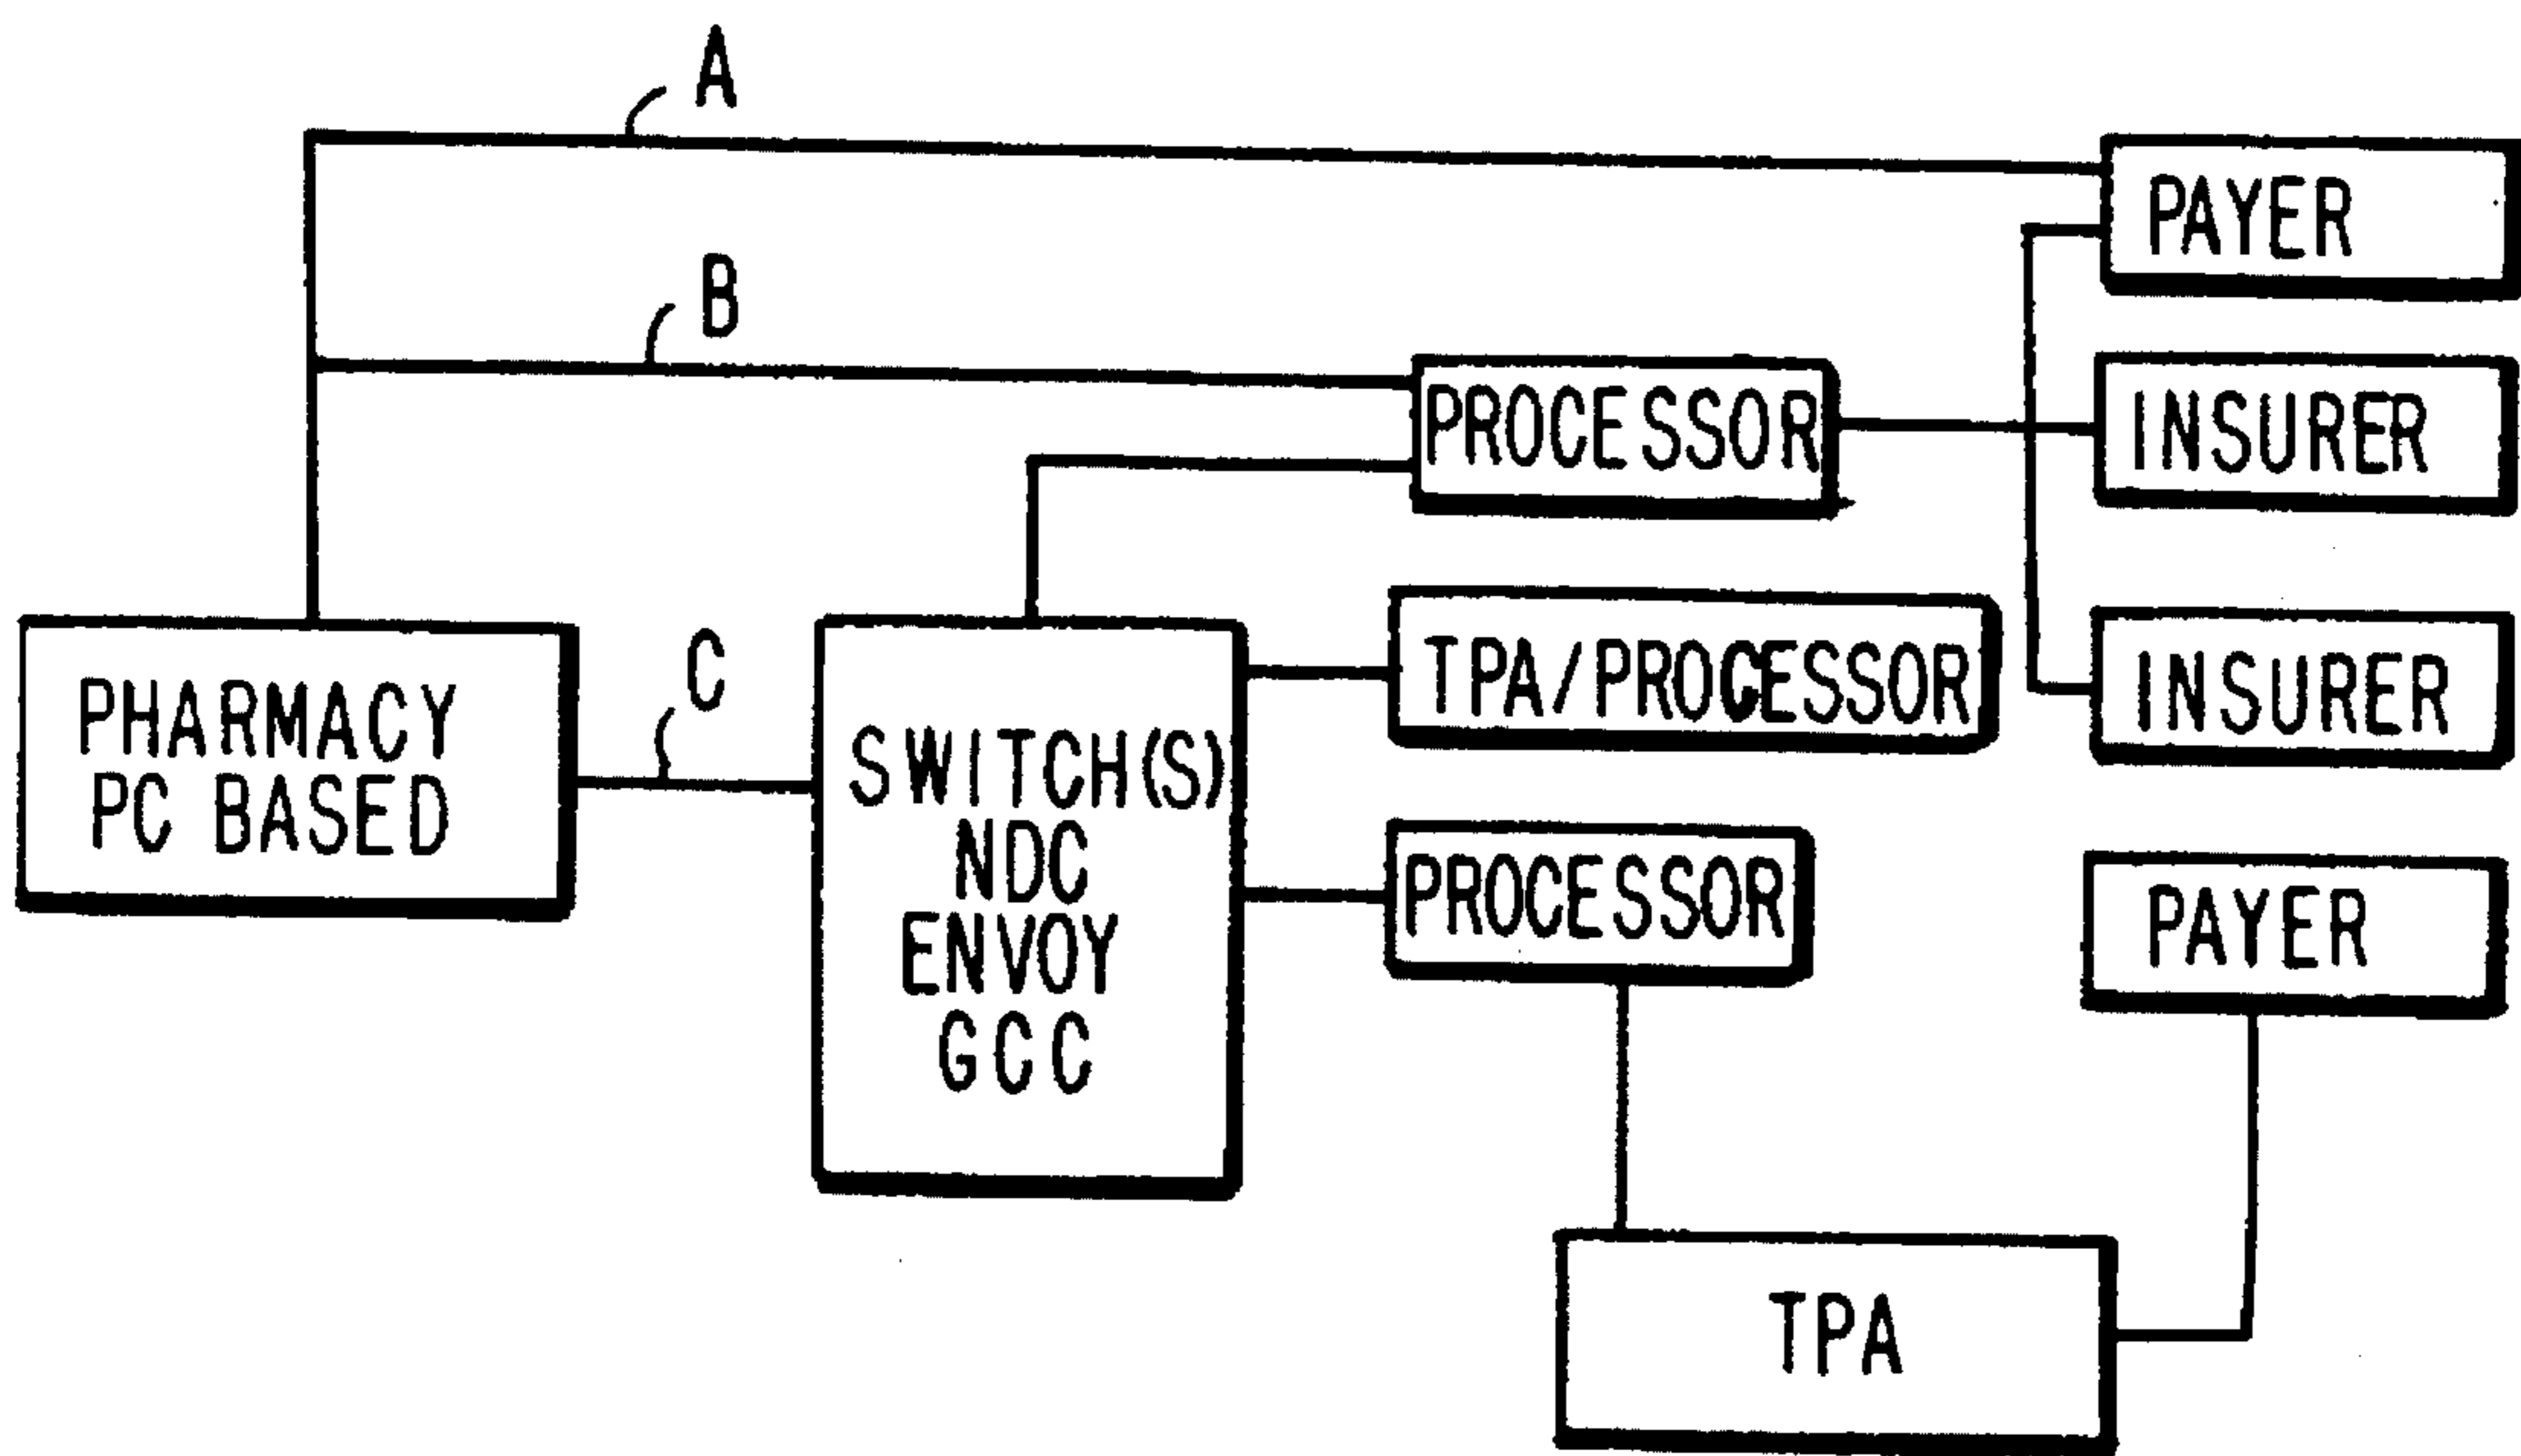 A
PAYER
B
PROCESSOR
INSURER
TPA/PROCESSOR
INSURER
C
PHARMACY
PC BASED
SWITCH(S)
NDC
ENVOY
GCC
PROCESSOR
PAYER
TPA